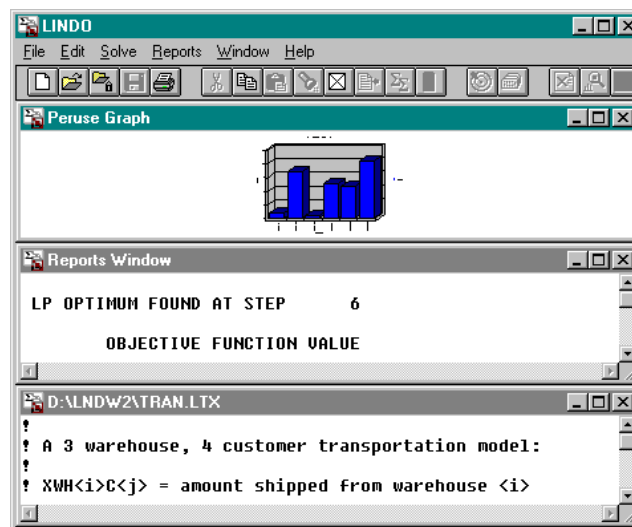 LINDO
File Edit Solve Reports Window Help
Peruse Graph
Reports Window
LP OPTIMUM FOUND AT STEP 6
OBJECTIVE FUNCTION VALUE
D:\LNDW2\TRAN.LTX
!
! A 3 warehouse, 4 customer transportation model:
!
! XWH<i>C<j> = amount shipped from warehouse <i>